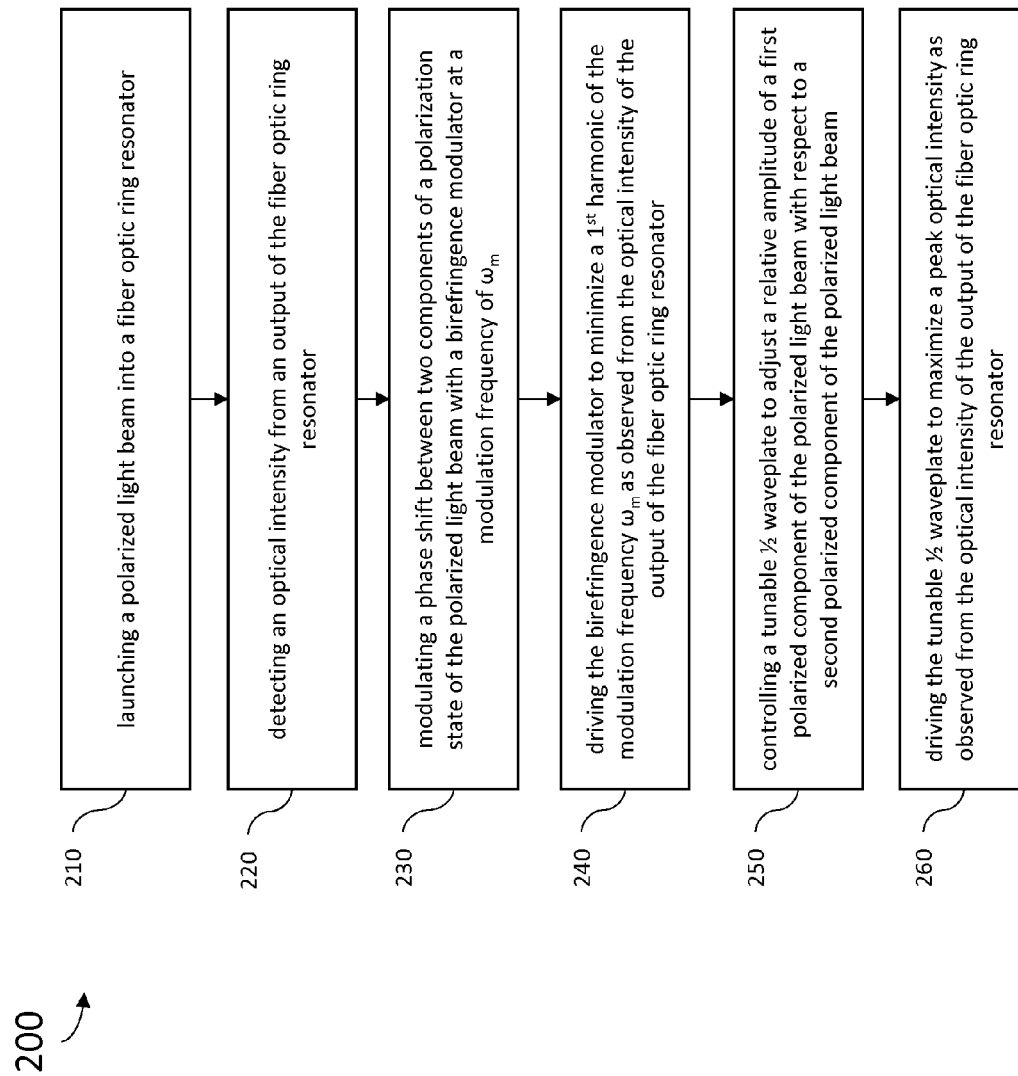 200
210
launching a polarized light beam into a fiber optic ring resonator
220
detecting an optical intensity from an output of the fiber optic ring
resonator
230
modulating a phase shift between two components of a polarization
state of the polarized light beam with a birefringence modulator at a
modulation frequency of ωm
240
driving the birefringence modulator to minimize a 1st harmonic of the
modulation frequency ωm as observed from the optical intensity of the
output of the fiber optic ring resonator
250
controlling a tunable ½ waveplate to adjust a relative amplitude of a first
polarized component of the polarized light beam with respect to a
second polarized component of the polarized light beam
260
driving the tunable ½ waveplate to maximize a peak optical intensity as
observed from the optical intensity of the output of the fiber optic ring
resonator